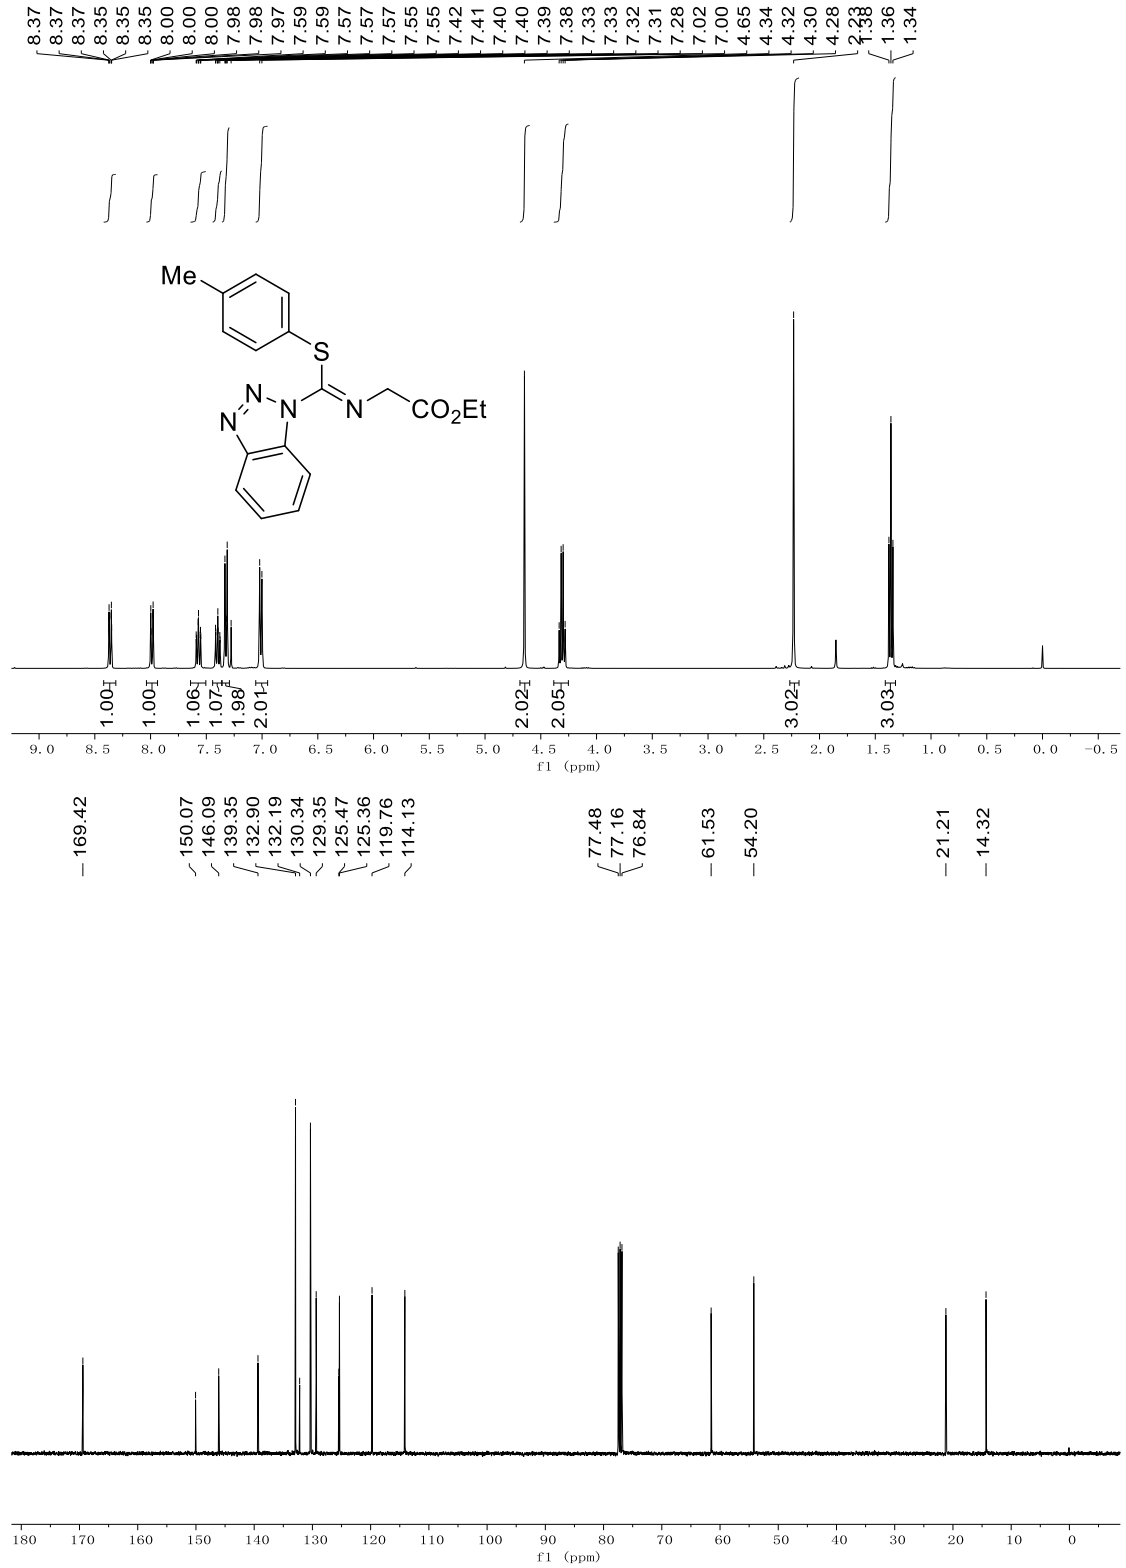 8.37 8.37 8.37 8.35 8.35 8.35 8.00 8.00 8.00 7.98 7.98 7.97 7.59 7.59 7.57 7.57 7.57 7.55 7.55 7.42 7.41 7.40 7.40 7.39 7.38 7.33 7.33 7.32 7.31 7.28 7.02 7.00 4.65 4.34 4.32 4.30 4.28 2.23 1.38 1.36 1.34
Me
S
N
N
N
N
CO2Et
1.00 1.00 1.06 1.07 1.98 2.01 2.02 2.05 3.02 3.03
9.0 8.5 8.0 7.5 7.0 6.5 6.0 5.5 5.0 4.5 4.0 3.5 3.0 2.5 2.0 1.5 1.0 0.5 0.0 -0.5
f1 (ppm)
169.42 150.07 146.09 139.35 132.90 132.19 130.34 129.35 125.47 125.36 119.76 114.13 77.48 77.16 76.84 61.53 54.20 21.21 14.32
180 170 160 150 140 130 120 110 100 90 80 70 60 50 40 30 20 10 0
f1 (ppm)